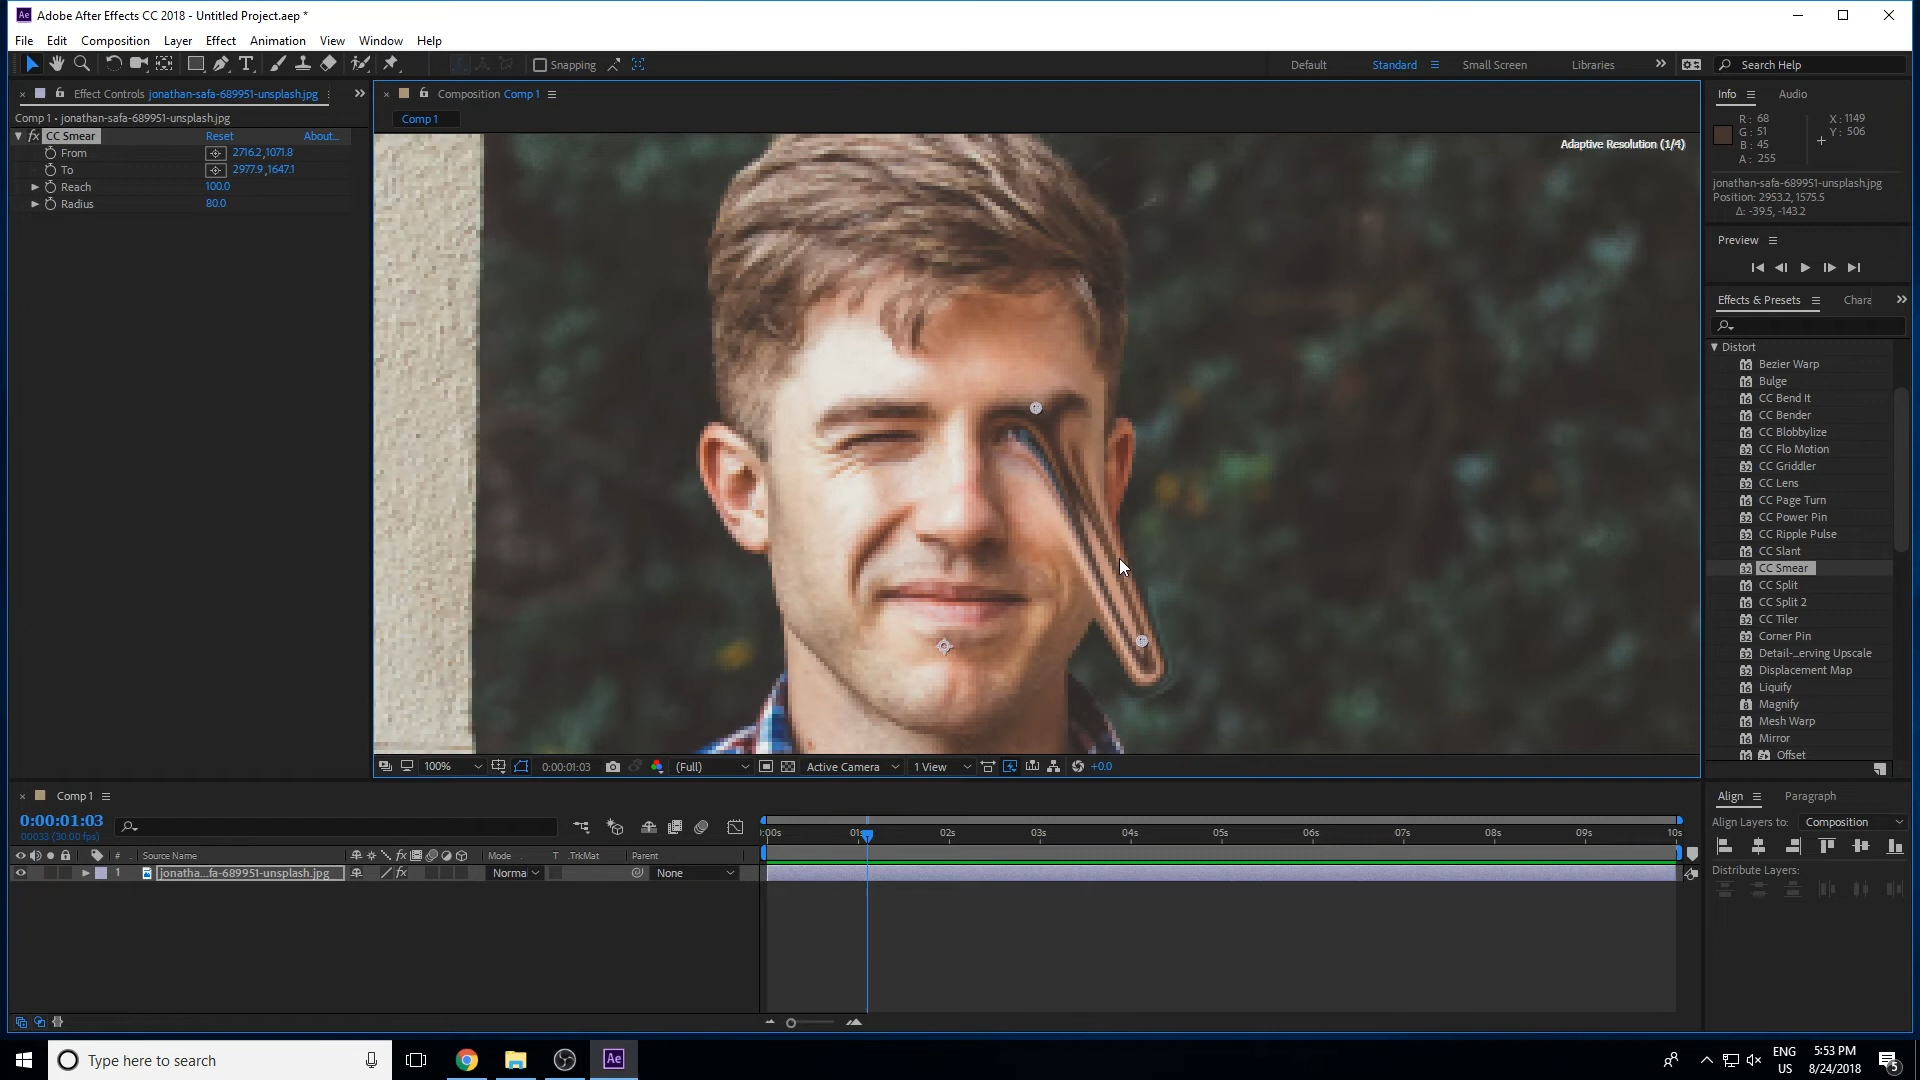 Adobe After Effects CC 2018 - Untitled Project.aep *
File Edit Composition Layer Effect Animation View Window Help
Snapping
Default Standard Small Screen Libraries
Search Help
Effect Controls jonathan-safa-689951-unsplash.jpg
Comp 1 • jonathan-safa-689951-unsplash.jpg
fx CC Smear Reset About...
From 2716.2,1071.8
To 2977.9,1647.1
Reach 100.0
Radius 80.0
Composition Comp 1
Comp 1
Adaptive Resolution (1/4)
100% 0:00:01:03 (Full) Active Camera 1 View +0.0
Info Audio
R: 68 X: 1149
G: 51 Y: 506
B: 45
A: 255
jonathan-safa-689951-unsplash.jpg
Position: 2953.2, 1575.5
Δ: -39.5, -143.2
Preview
Effects & Presets Chara
Distort
Bezier Warp
Bulge
CC Bend It
CC Bender
CC Blobbylize
CC Flo Motion
CC Griddler
CC Lens
CC Page Turn
CC Power Pin
CC Ripple Pulse
CC Slant
CC Smear
CC Split
CC Split 2
CC Tiler
Corner Pin
Detail-...erving Upscale
Displacement Map
Liquify
Magnify
Mesh Warp
Mirror
Offset
Align Paragraph
Align Layers to: Composition
Distribute Layers:
Comp 1
0:00:01:03
00033 (30.00 fps)
# Source Name fx Mode T .TrkMat Parent
1 jonatha...fa-689951-unsplash.jpg fx Norma None
:00s 01s 02s 03s 04s 05s 06s 07s 08s 09s 10s
Type here to search
Ae
ENG
US
5:53 PM
8/24/2018
5